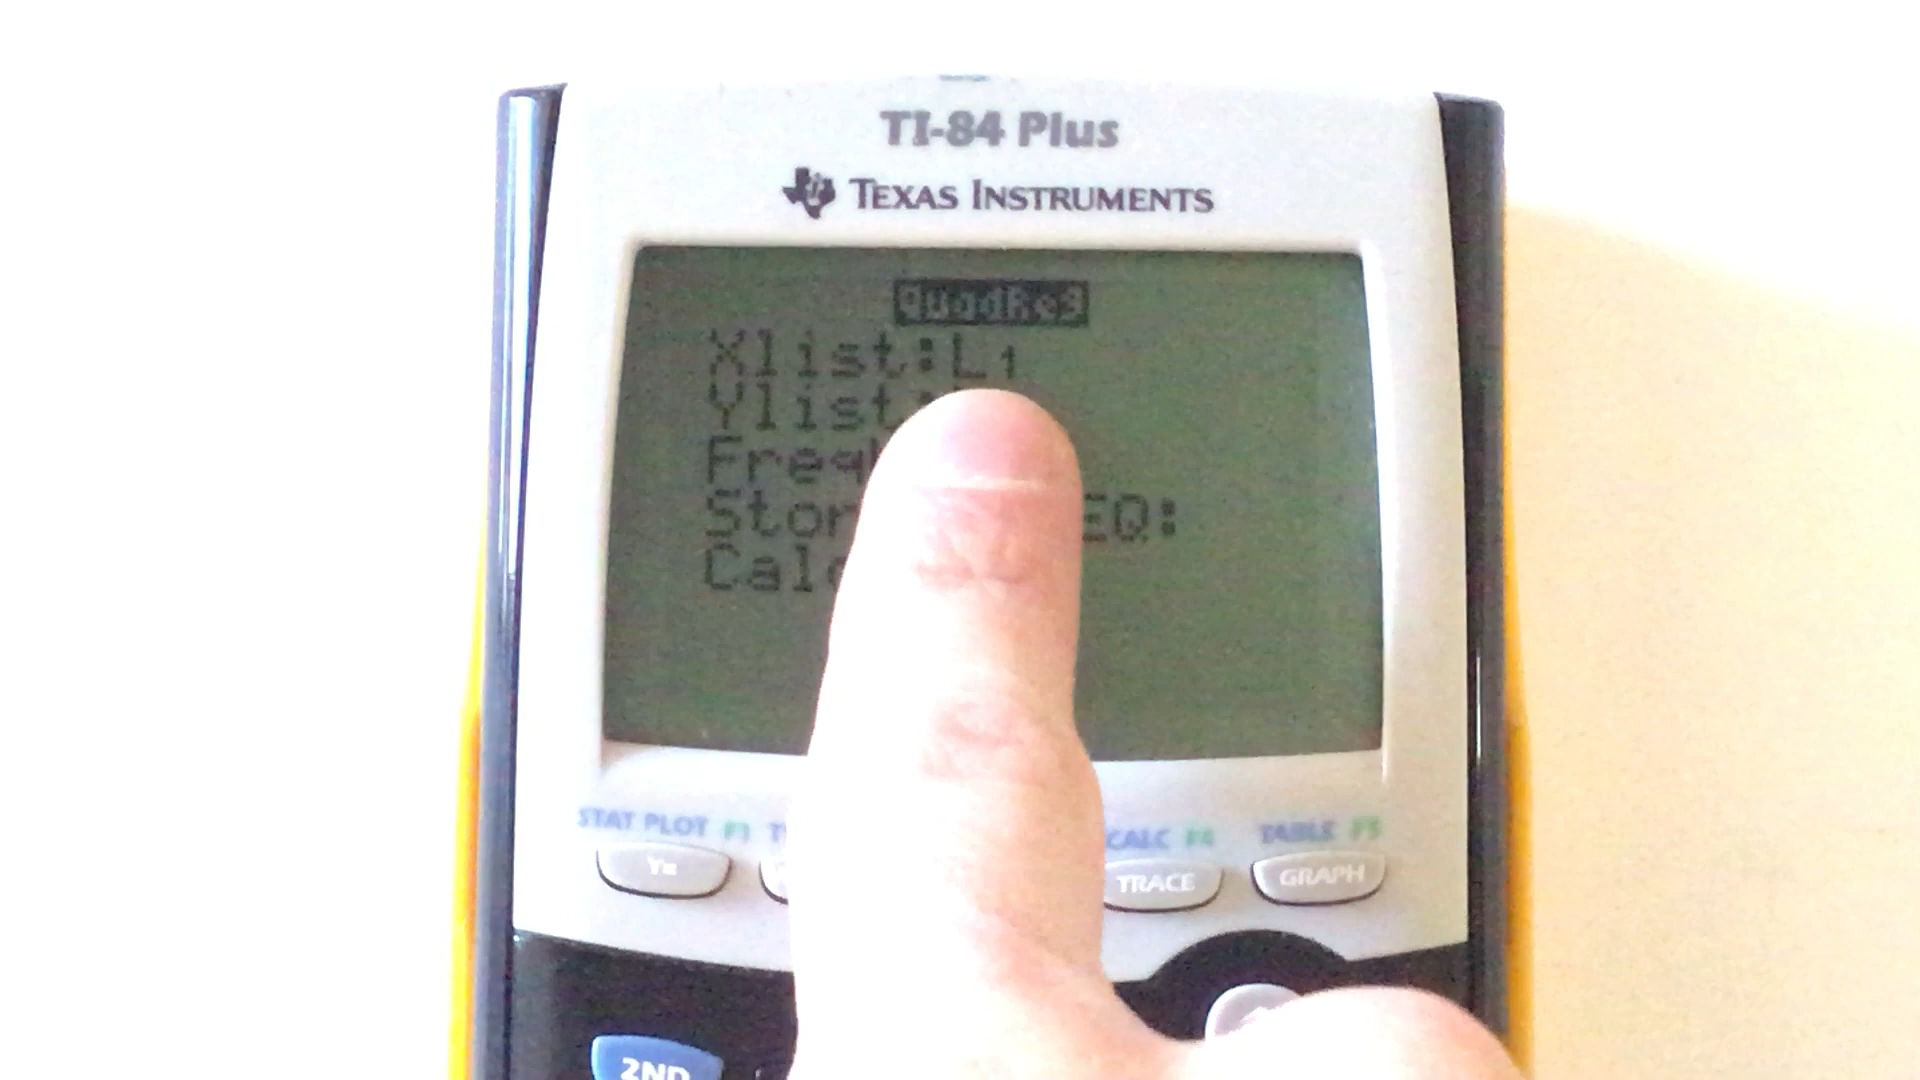 TI-84 Plus
TEXAS INSTRUMENTS
QuadReg
Xlist:L1
Ylist:
Freq
Stor EQ:
Calc
STAT PLOT F1 CALC F4 TABLE F5
Y= TRACE GRAPH
2ND